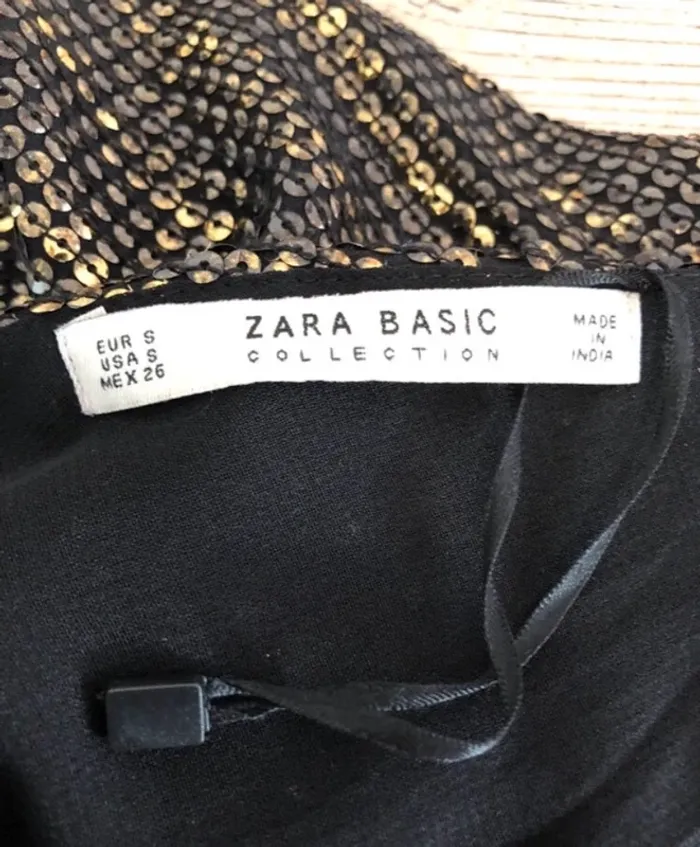 EUR S
USA S
MEX 26
ZARA BASIC
COLLECTION
MADE
IN
INDIA